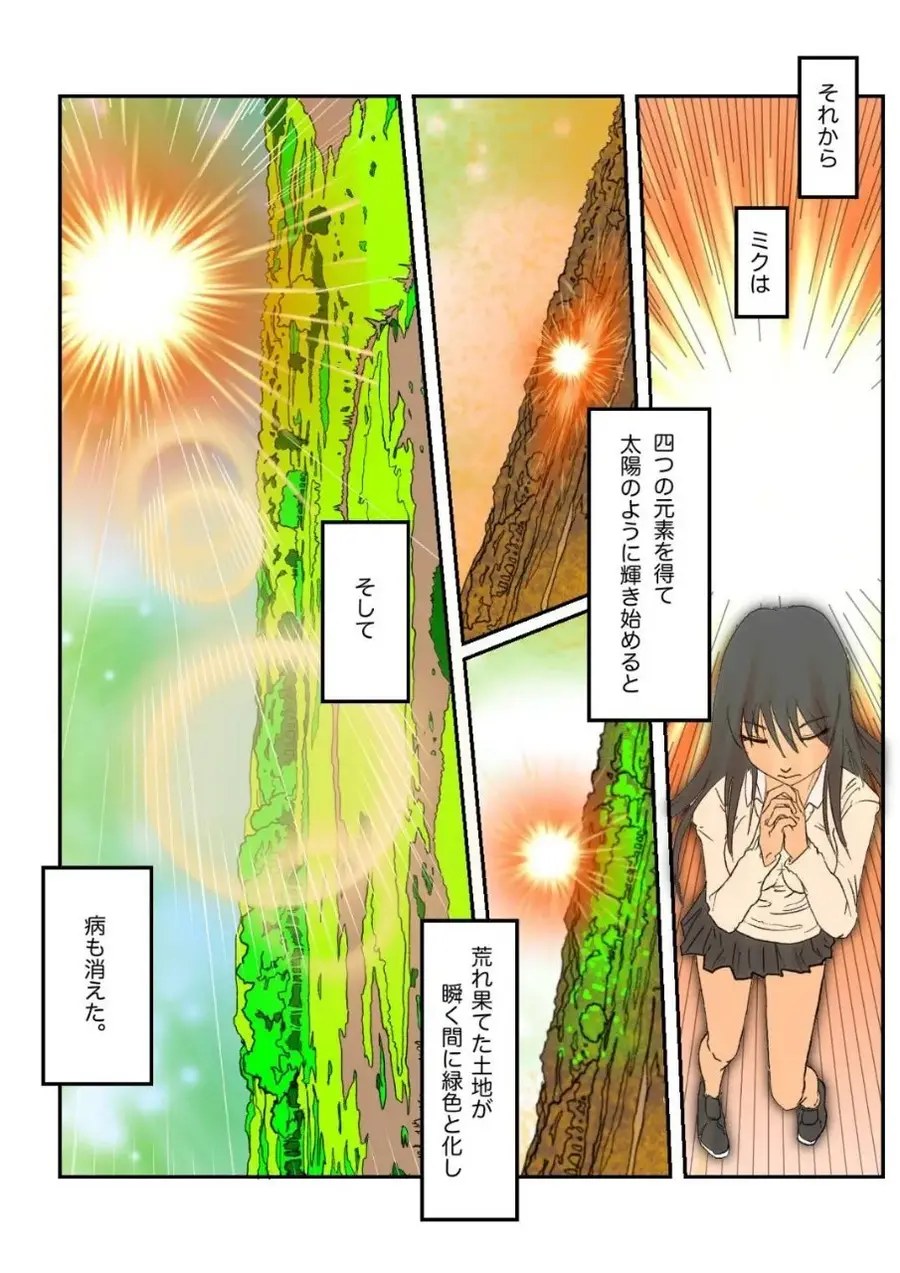 それから
ミクは
四つの元素を得て
太陽のように輝き始めると
荒れ果てた土地が
瞬く間に緑色と化し
そして
病も消えた。